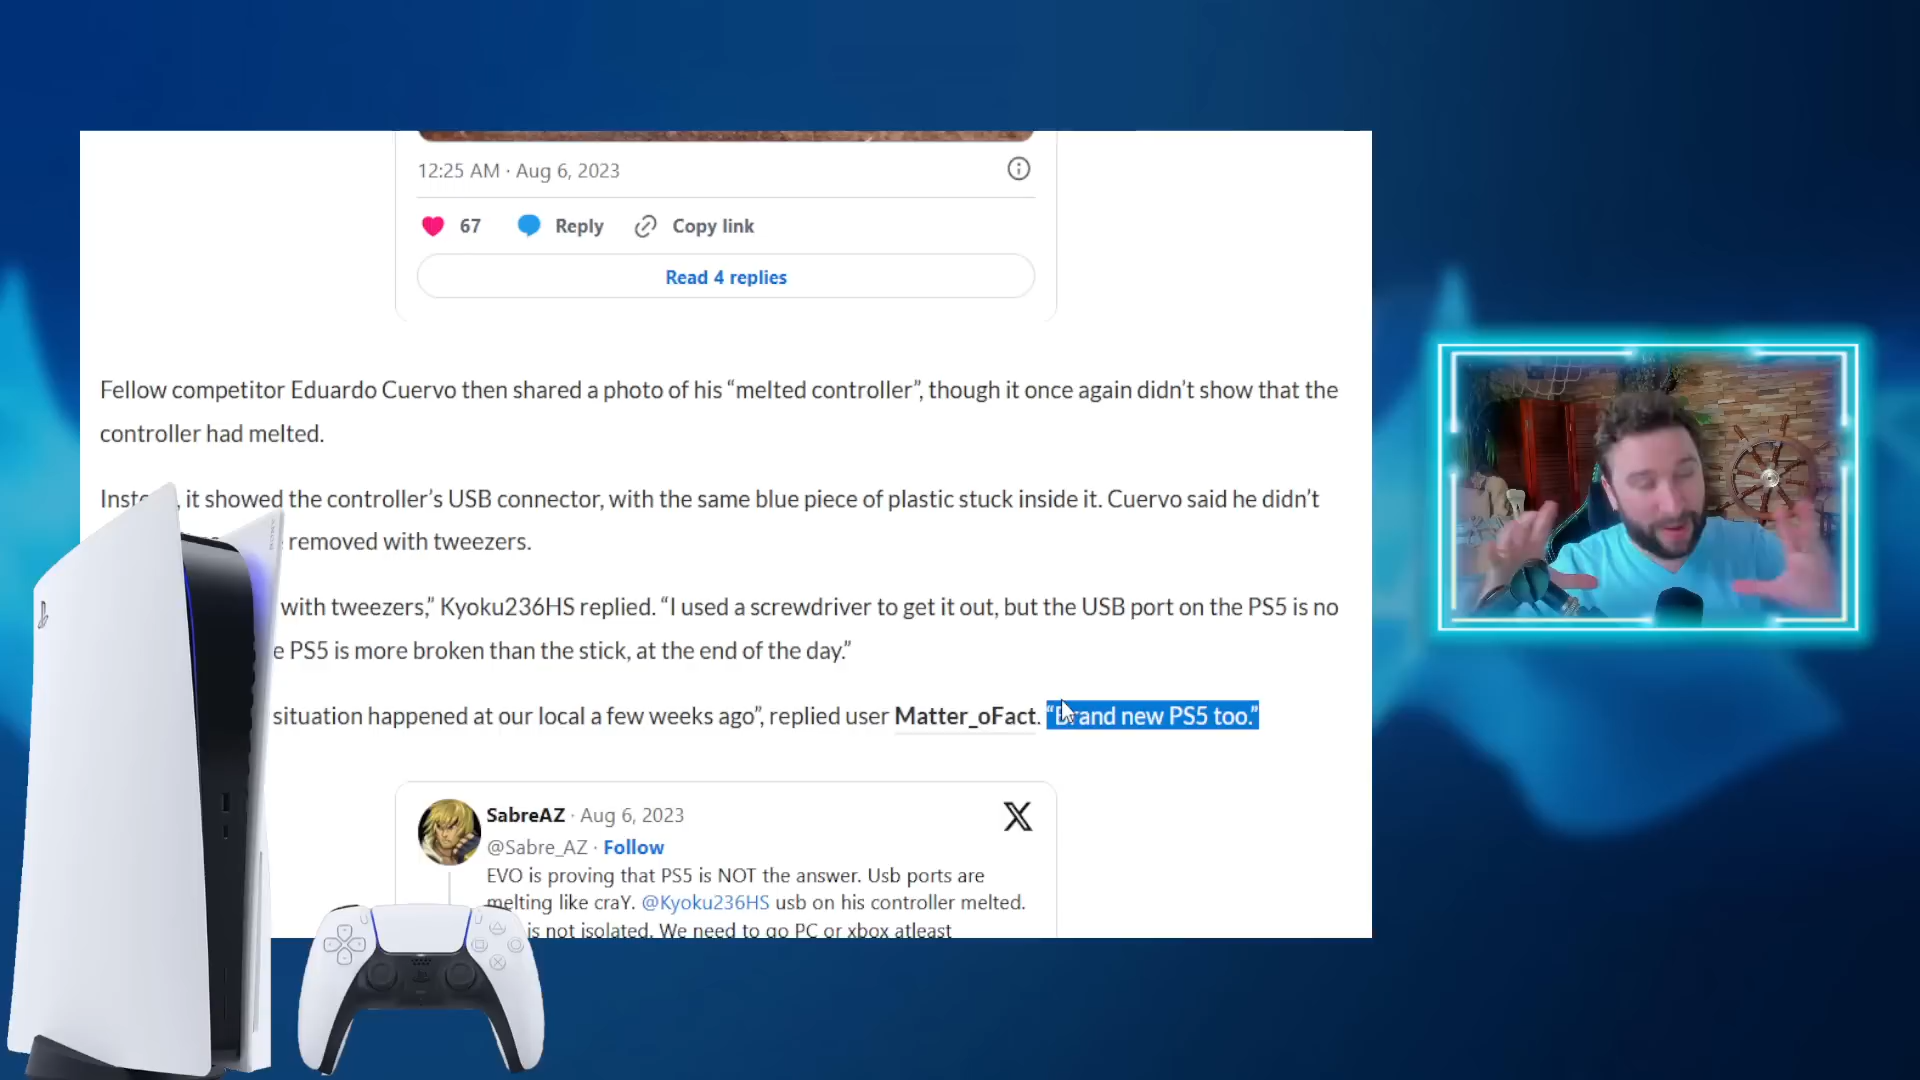 12:25 AM · Aug 6, 2023
67 Reply Copy link
Read 4 replies
Fellow competitor Eduardo Cuervo then shared a photo of his “melted controller”, though it once again didn’t show that the
controller had melted.
it showed the controller’s USB connector, with the same blue piece of plastic stuck inside it. Cuervo said he didn’t
removed with tweezers.
with tweezers,” Kyoku236HS replied. “I used a screwdriver to get it out, but the USB port on the PS5 is no
PS5 is more broken than the stick, at the end of the day.”
situation happened at our local a few weeks ago”, replied user Matter_oFact. “Brand new PS5 too.”
SabreAZ · Aug 6, 2023
@Sabre_AZ · Follow
EVO is proving that PS5 is NOT the answer. Usb ports are
melting like craY. @Kyoku236HS usb on his controller melted.
is not isolated. We need to go PC or xbox atleast